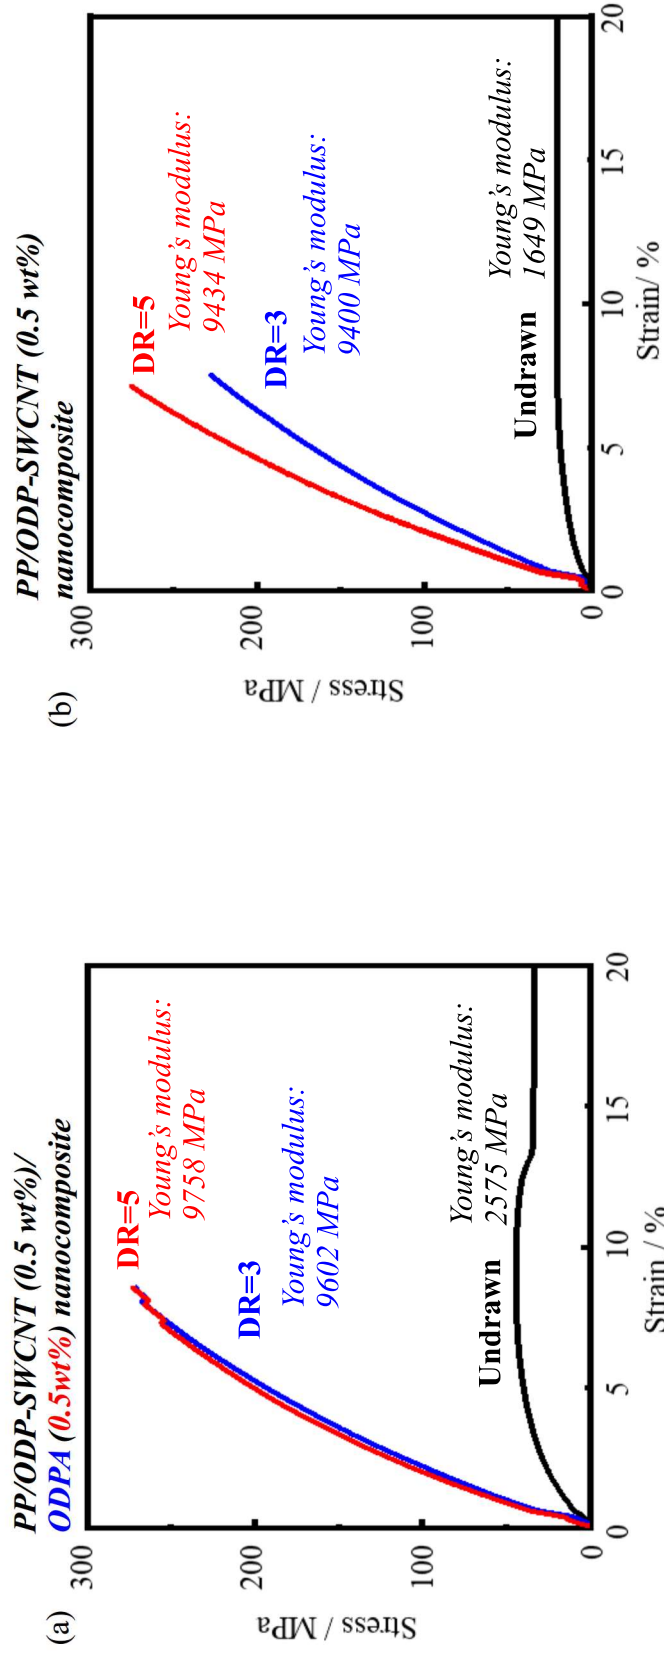 (a)
PP/ODP-SWCNT (0.5 wt%)/
ODPA (0.5wt%) nanocomposite
300
200
100
0
Stress / MPa
DR=5
Young's modulus:
9758 MPa
DR=3
Young's modulus:
9602 MPa
Undrawn
Young's modulus:
2575 MPa
0
5
10
15
20
Strain / %
(b)
PP/ODP-SWCNT (0.5 wt%)
nanocomposite
300
200
100
0
Stress / MPa
DR=5
Young's modulus:
9434 MPa
DR=3
Young's modulus:
9400 MPa
Undrawn
Young's modulus:
1649 MPa
0
5
10
15
20
Strain/ %